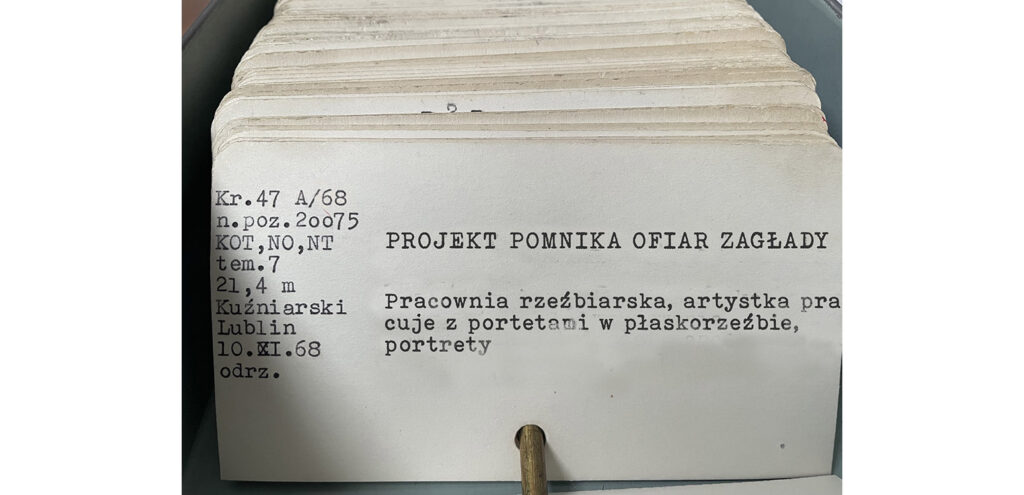 Kr.47 A/68
n.poz.2oo75
KOT,NO,NT
tem.7
21,4 m
Kuźniarski
Lublin
10.XI.68
odrz.
PROJEKT POMNIKA OFIAR ZAGŁADY
Pracownia rzeźbiarska, artystka pra
cuje z portetami w płaskorzeźbie,
portrety